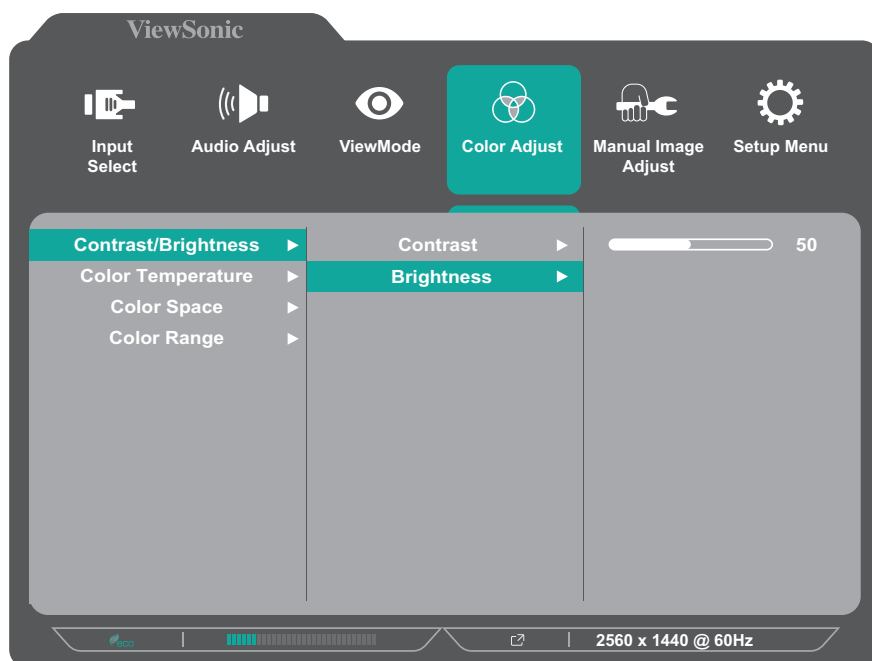 ViewSonic
Input Select
Audio Adjust
ViewMode
Color Adjust
Manual Image Adjust
Setup Menu
Contrast/Brightness
Contrast
50
Color Temperature
Brightness
Color Space
Color Range
eco
2560 x 1440 @ 60Hz